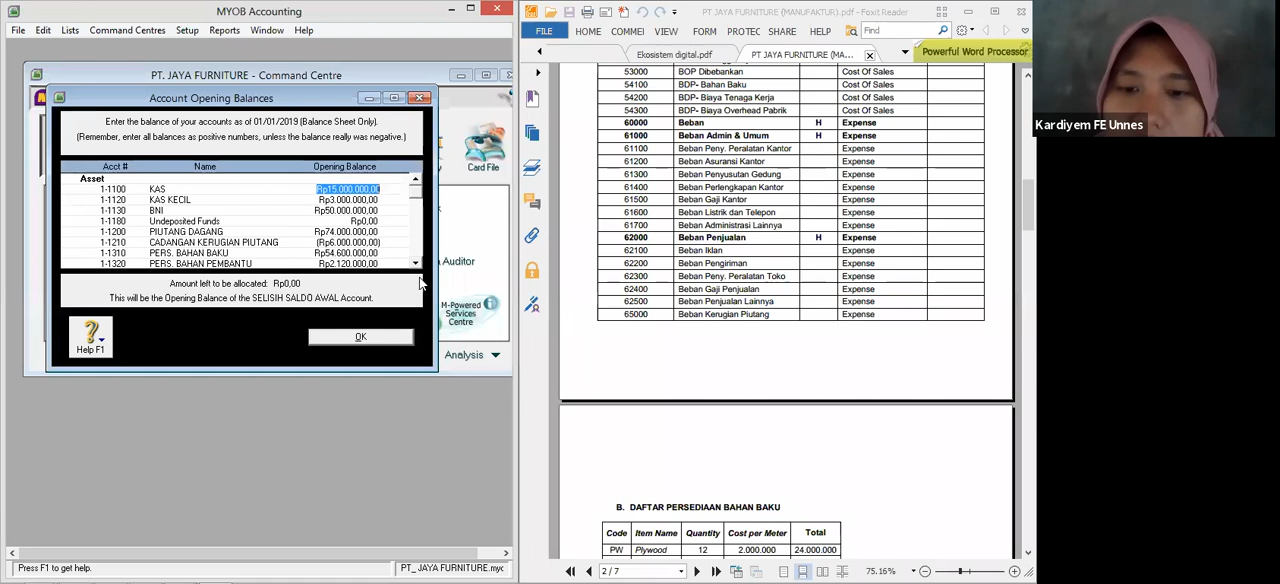 MYOB Accounting
File Edit Lists Command Centres Setup Reports Window Help
PT. JAYA FURNITURE - Command Centre
Account Opening Balances
Enter the balance of your accounts as of 01/01/2019 (Balance Sheet Only).
(Remember, enter all balances as positive numbers, unless the balance really was negative.)
Acct # Name Opening Balance
Asset
1-1100 KAS Rp15.000.000,00
1-1120 KAS KECIL Rp3.000.000,00
1-1130 BNI Rp50.000.000,00
1-1180 Undeposited Funds Rp0,00
1-1200 PIUTANG DAGANG Rp74.000.000,00
1-1210 CADANGAN KERUGIAN PIUTANG (Rp6.000.000,00)
1-1310 PERS. BAHAN BAKU Rp54.600.000,00
1-1320 PERS. BAHAN PEMBANTU Rp2.120.000,00
Amount left to be allocated: Rp0,00
This will be the Opening Balance of the SELISIH SALDO AWAL Account.
Help F1
OK
Card File
Auditor
M-Powered
Services
Centre
Analysis
Press F1 to get help.
PT_ JAYA FURNITURE.myc
PT JAYA FURNITURE (MANUFAKTUR).pdf - Foxit Reader
FILE HOME COMMEI VIEW FORM PROTEC SHARE HELP Find
Ekosistem digital.pdf
PT JAYA FURNITURE (MA...
Powerful Word Processor
53000 BOP Dibebankan Cost Of Sales
54100 BDP- Bahan Baku Cost Of Sales
54200 BDP- Biaya Tenaga Kerja Cost Of Sales
54300 BDP- Biaya Overhead Pabrik Cost Of Sales
60000 Beban H Expense
61000 Beban Admin & Umum H Expense
61100 Beban Peny. Peralatan Kantor Expense
61200 Beban Asuransi Kantor Expense
61300 Beban Penyusutan Gedung Expense
61400 Beban Perlengkapan Kantor Expense
61500 Beban Gaji Kantor Expense
61600 Beban Listrik dan Telepon Expense
61700 Beban Administrasi Lainnya Expense
62000 Beban Penjualan H Expense
62100 Beban Iklan Expense
62200 Beban Pengiriman Expense
62300 Beban Peny. Peralatan Toko Expense
62400 Beban Gaji Penjualan Expense
62500 Beban Penjualan Lainnya Expense
65000 Beban Kerugian Piutang Expense
B. DAFTAR PERSEDIAAN BAHAN BAKU
Code Item Name Quantity Cost per Meter Total
PW Plywood 12 2.000.000 24.000.000
2 / 7
75.16%
Kardiyem FE Unnes